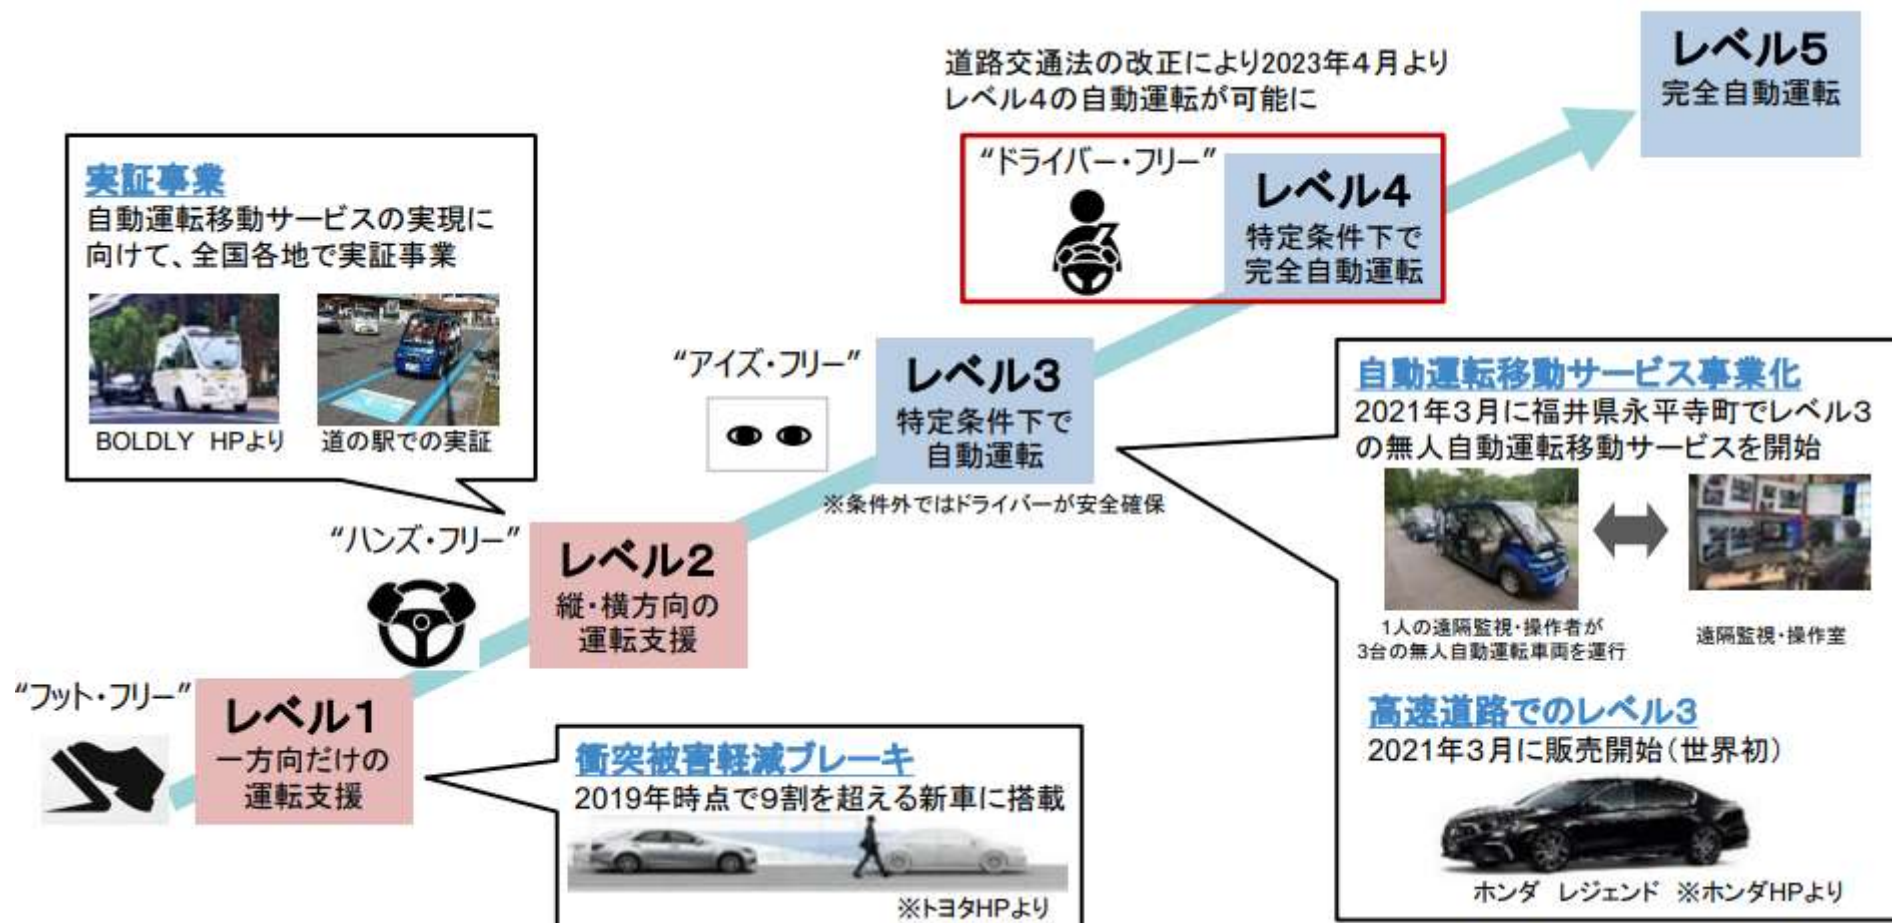 道路交通法の改正により2023年4月より
レベル4の自動運転が可能に
レベル5
完全自動運転
“ドライバー・フリー”
レベル4
特定条件下で
完全自動運転
実証事業
自動運転移動サービスの実現に
向けて、全国各地で実証事業
BOLDLY HPより
道の駅での実証
“アイズ・フリー”
レベル3
特定条件下で
自動運転
※条件外ではドライバーが安全確保
自動運転移動サービス事業化
2021年3月に福井県永平寺町でレベル3
の無人自動運転移動サービスを開始
1人の遠隔監視・操作者が
3台の無人自動運転車両を運行
遠隔監視・操作室
高速道路でのレベル3
2021年3月に販売開始(世界初)
ホンダ レジェンド ※ホンダHPより
“ハンズ・フリー”
レベル2
縦・横方向の
運転支援
“フット・フリー”
レベル1
一方向だけの
運転支援
衝突被害軽減ブレーキ
2019年時点で9割を超える新車に搭載
※トヨタHPより